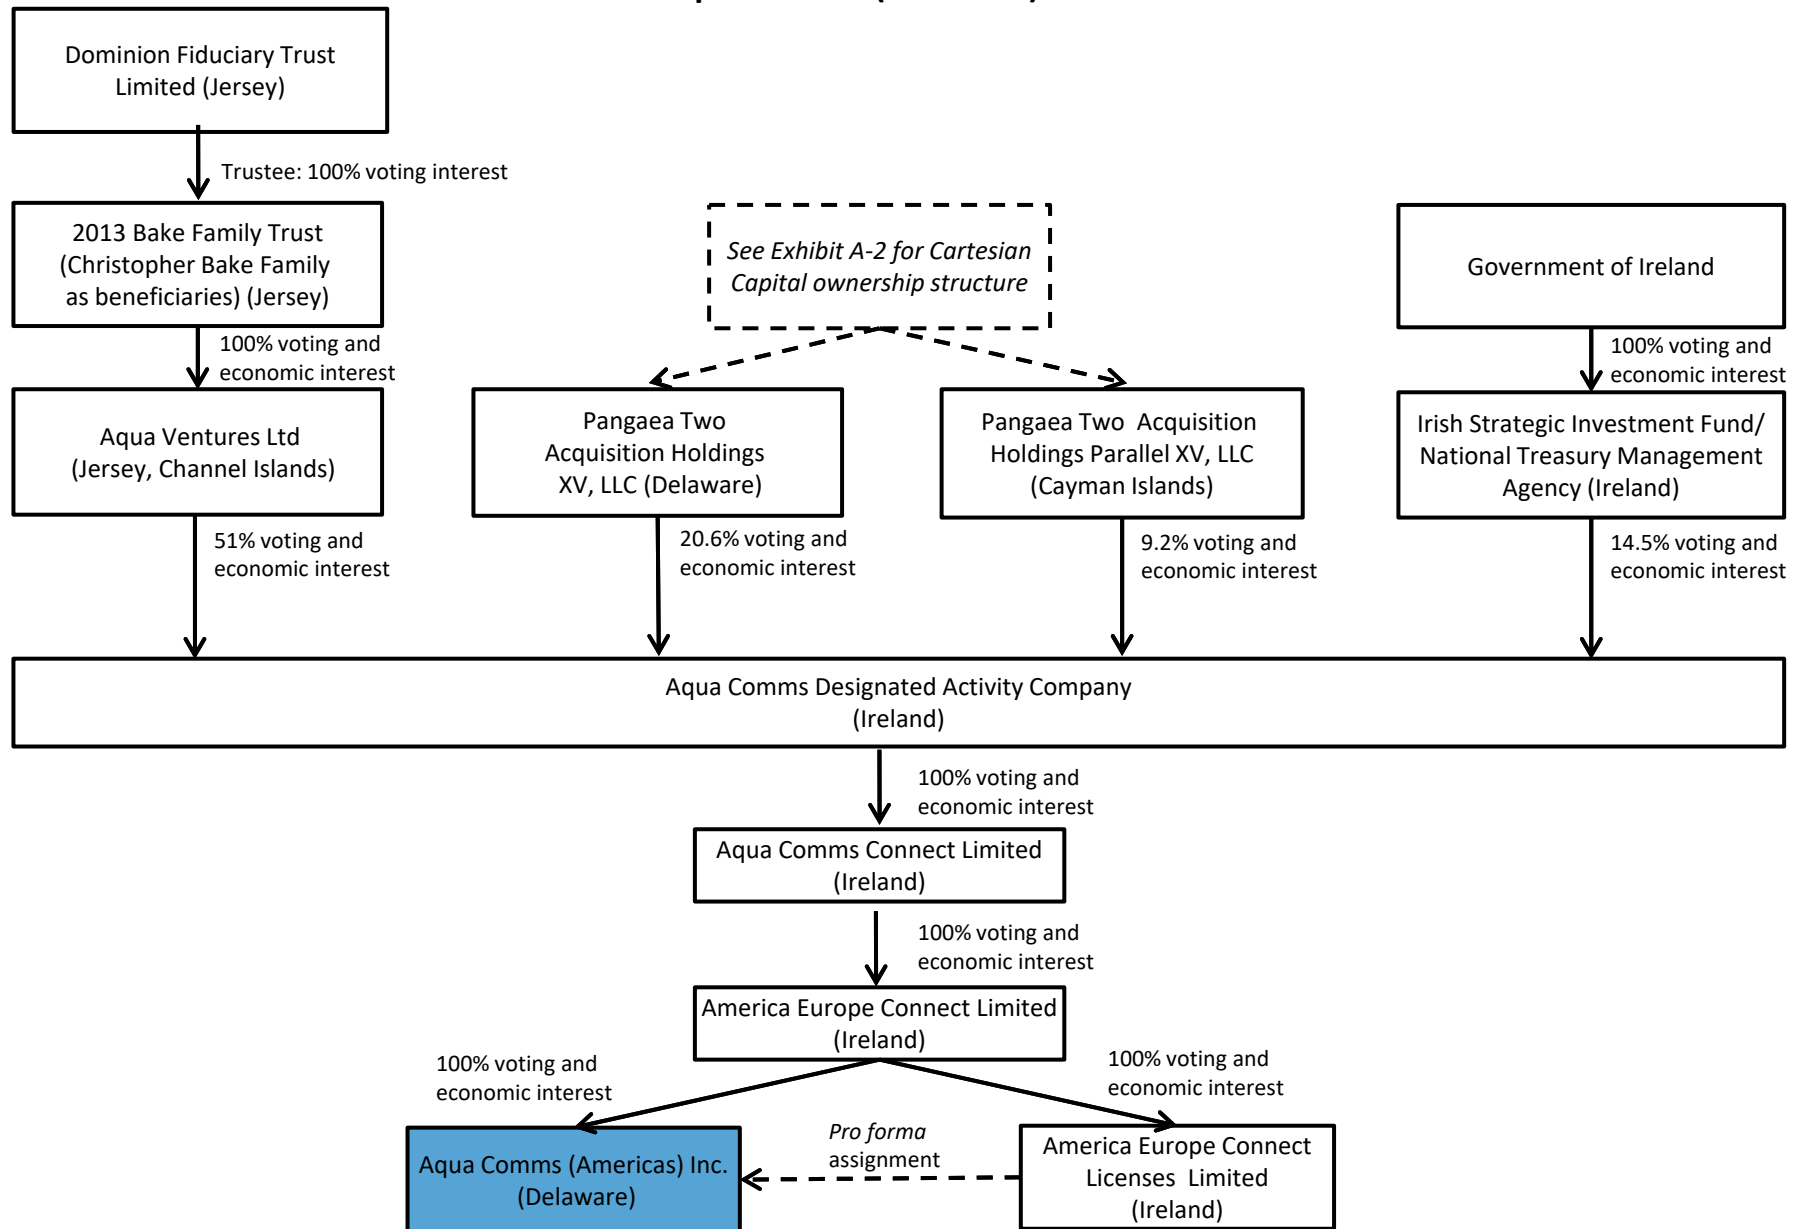 Dominion Fiduciary Trust
Limited (Jersey)
Trustee: 100% voting interest
2013 Bake Family Trust
(Christopher Bake Family
as beneficiaries) (Jersey)
See Exhibit A-2 for Cartesian
Capital ownership structure
Government of Ireland
100% voting and
economic interest
100% voting and
economic interest
Aqua Ventures Ltd
(Jersey, Channel Islands)
Pangaea Two
Acquisition Holdings
XV, LLC (Delaware)
Pangaea Two Acquisition
Holdings Parallel XV, LLC
(Cayman Islands)
Irish Strategic Investment Fund/
National Treasury Management
Agency (Ireland)
51% voting and
economic interest
20.6% voting and
economic interest
9.2% voting and
economic interest
14.5% voting and
economic interest
Aqua Comms Designated Activity Company
(Ireland)
100% voting and
economic interest
Aqua Comms Connect Limited
(Ireland)
100% voting and
economic interest
America Europe Connect Limited
(Ireland)
100% voting and
economic interest
100% voting and
economic interest
Aqua Comms (Americas) Inc.
(Delaware)
Pro forma
assignment
America Europe Connect
Licenses Limited
(Ireland)